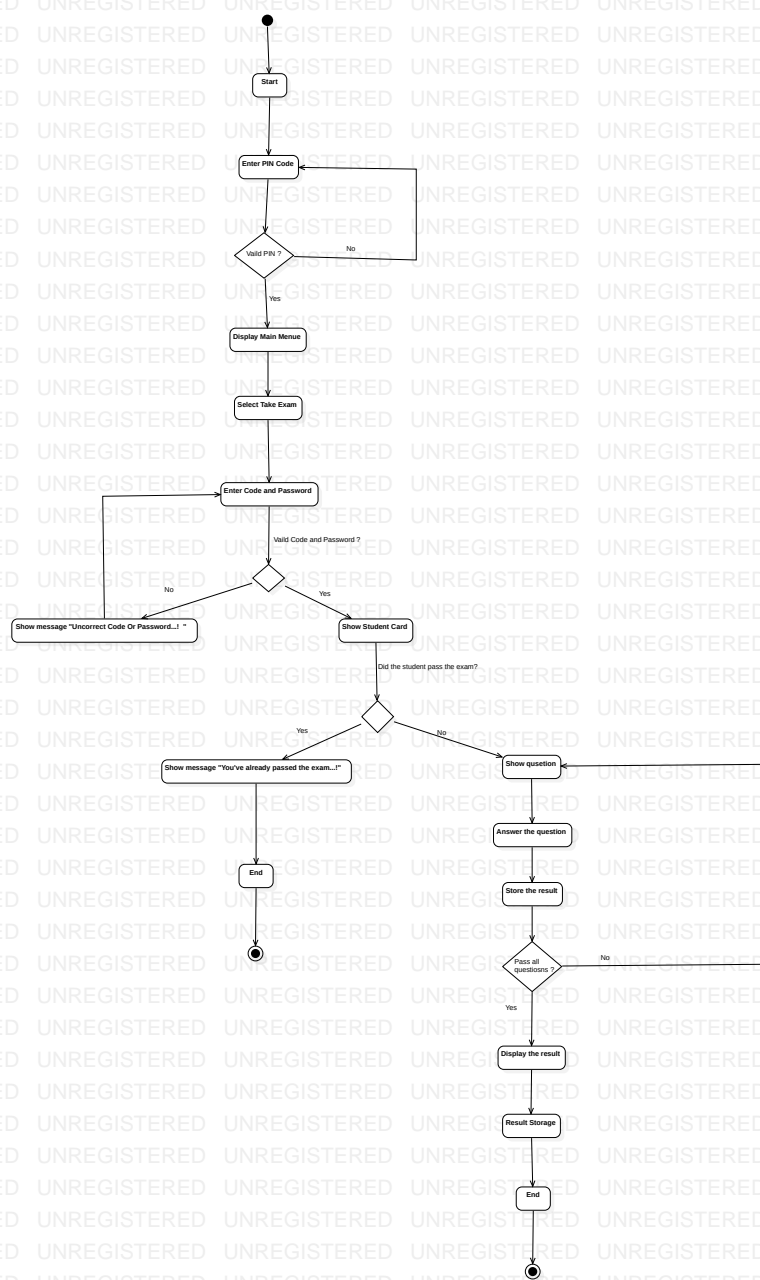 Start
Enter PIN Code
Vaild PIN ?
No
Yes
Display Main Menue
Select Take Exam
Enter Code and Password
Vaild Code and Password ?
No
Yes
Show message "Uncorrect Code Or Password...!  "
Show Student Card
Did the student pass the exam?
Yes
No
Show message "You've already passed the exam...!"
Show qusetion
Answer the question
End
Store the result
Pass all
questiosns ?
No
Yes
Display the result
Result Storage
End
UNREGISTERED